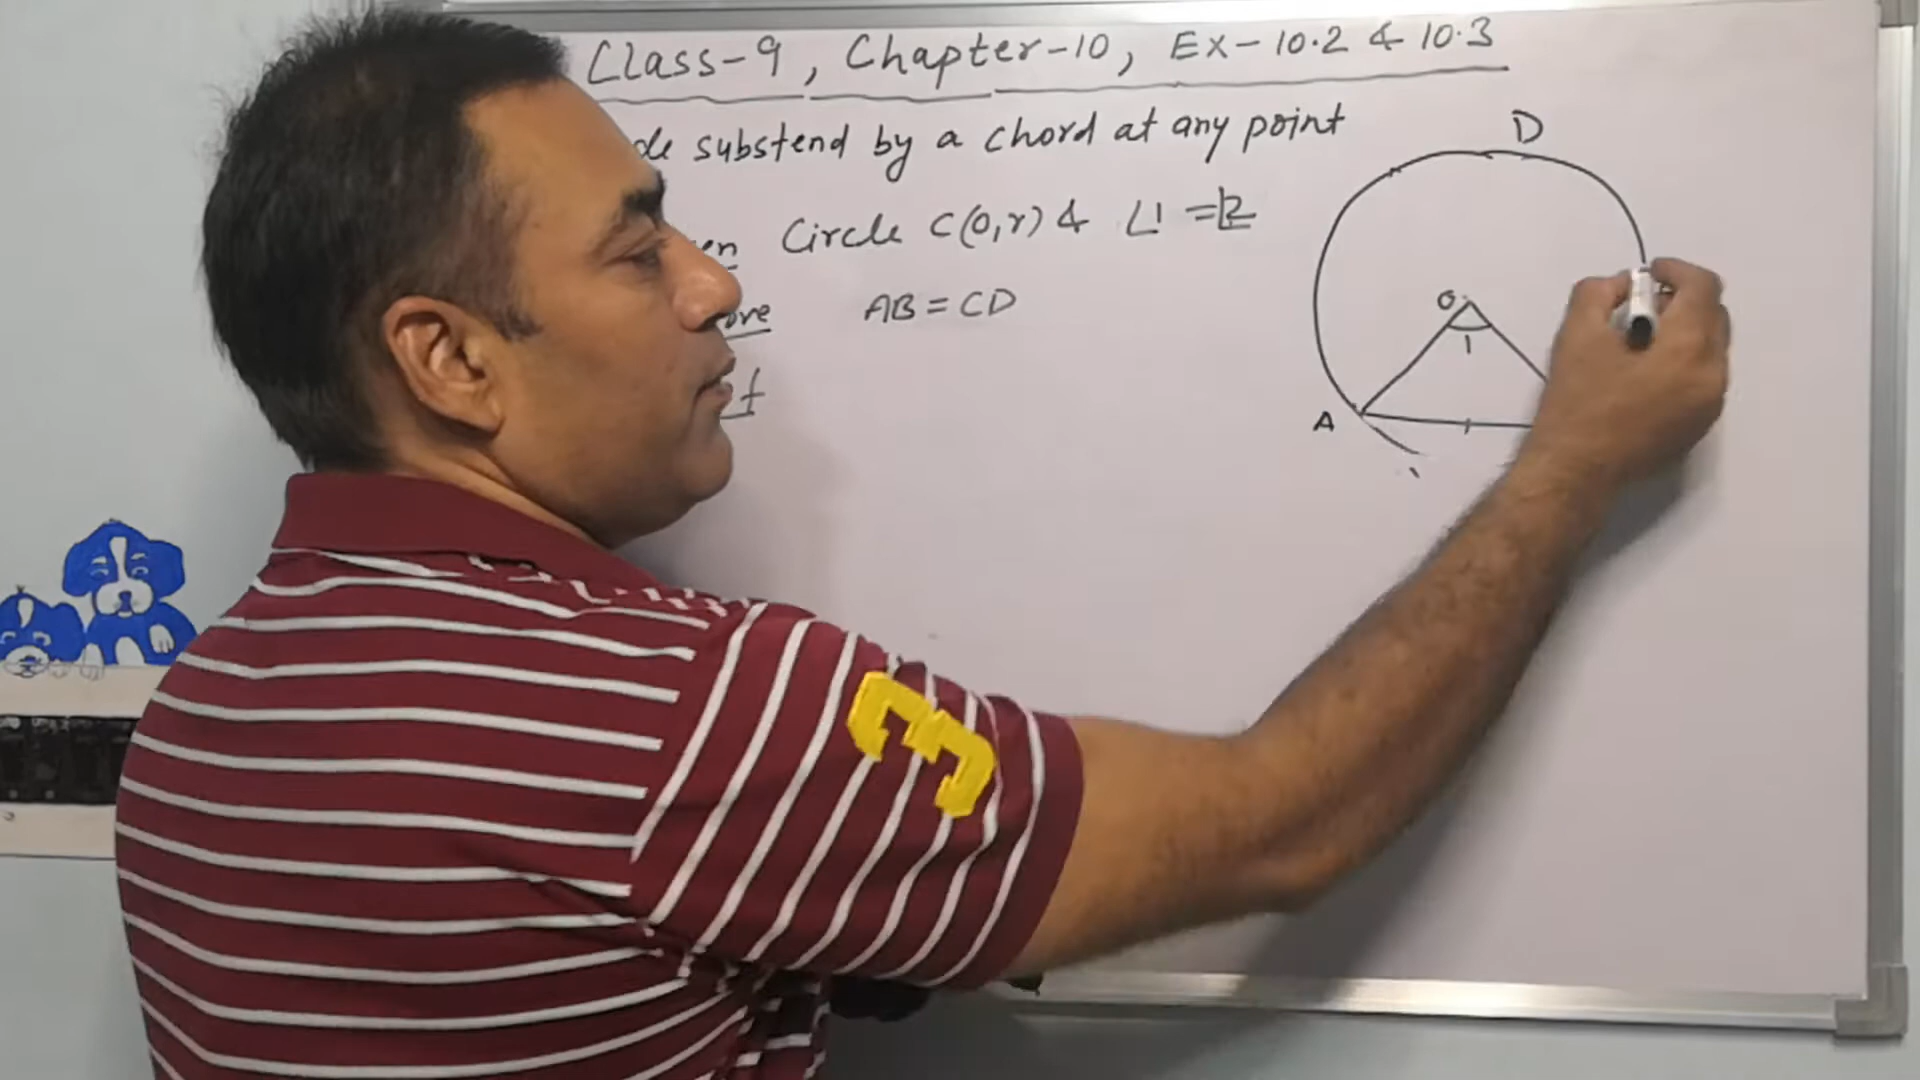 Class-9, Chapter-10, Ex-10.2 & 10.3
substend by a chord at any point
Circle C(O,r) & ∠1 = ∠2
AB = CD
D
O
1
A
3